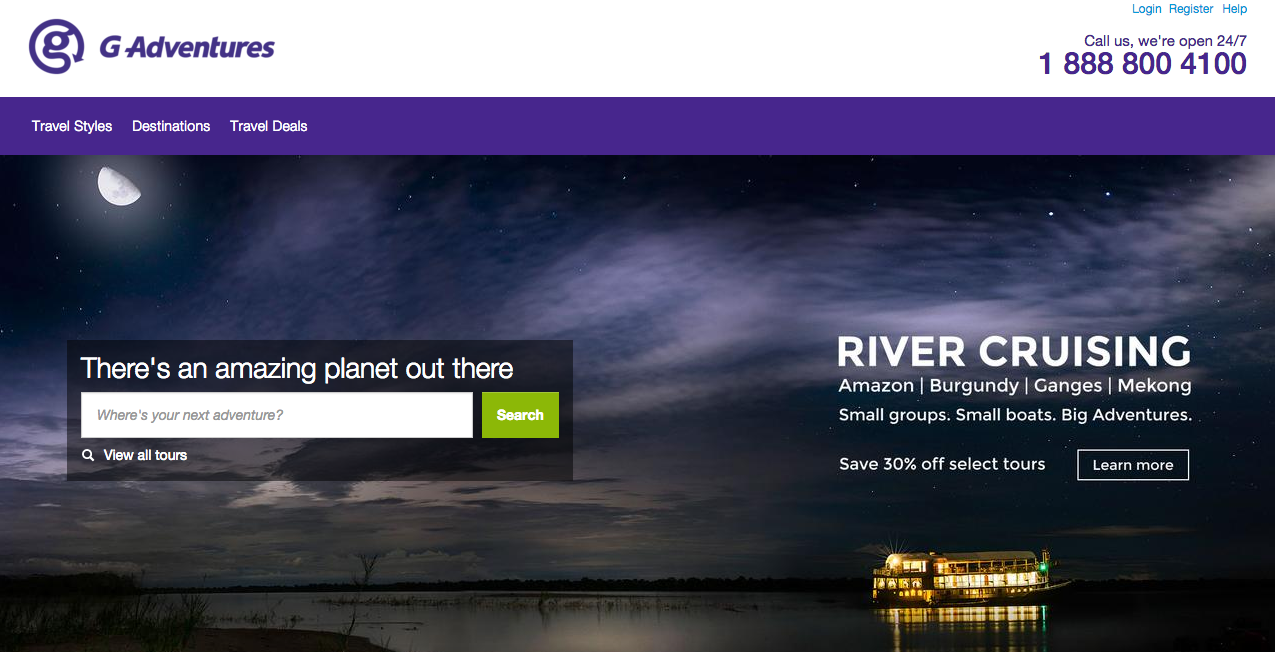 Login Register Help
G Adventures
Call us, we're open 24/7
1 888 800 4100
Travel Styles Destinations Travel Deals
There's an amazing planet out there
Where's your next adventure?
Search
View all tours
RIVER CRUISING
Amazon | Burgundy | Ganges | Mekong
Small groups. Small boats. Big Adventures.
Save 30% off select tours
Learn more